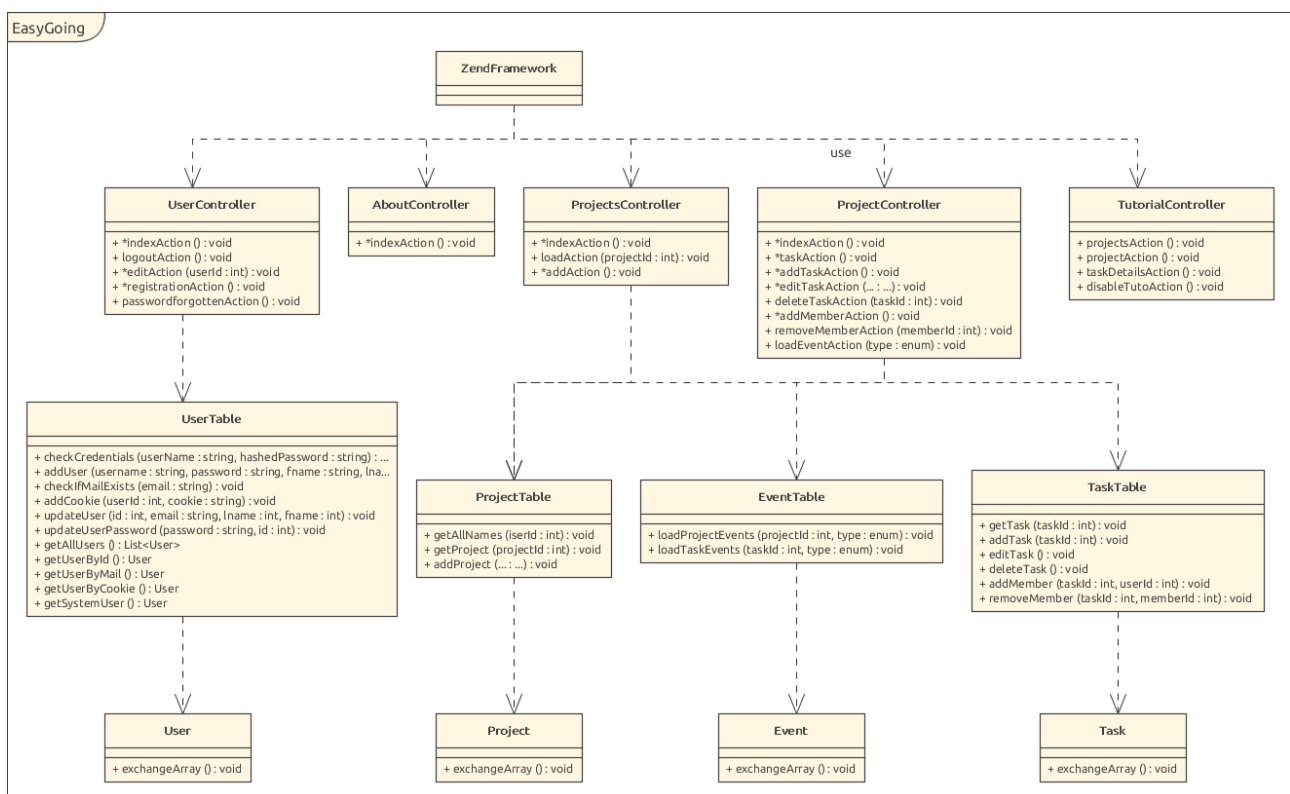 EasyGoing
ZendFramework
use
UserController
+ *indexAction () : void
+ logoutAction () : void
+ *editAction (userId : int) : void
+ *registrationAction () : void
+ passwordforgottenAction () : void
AboutController
+ *indexAction () : void
ProjectsController
+ *indexAction () : void
+ loadAction (projectId : int) : void
+ *addAction () : void
ProjectController
+ *indexAction () : void
+ *taskAction () : void
+ *addTaskAction () : void
+ *editTaskAction (... : ...) : void
+ deleteTaskAction (taskId : int) : void
+ *addMemberAction () : void
+ removeMemberAction (memberId : int) : void
+ loadEventAction (type : enum) : void
TutorialController
+ projectsAction () : void
+ projectAction () : void
+ taskDetailsAction () : void
+ disableTutoAction () : void
UserTable
+ checkCredentials (userName : string, hashedPassword : string) : ...
+ addUser (username : string, password : string, fname : string, lna...
+ checkIfMailExists (email : string) : void
+ addCookie (userId : int, cookie : string) : void
+ updateUser (id : int, email : string, lname : int, fname : int) : void
+ updateUserPassword (password : string, id : int) : void
+ getAllUsers () : List<User>
+ getUserById () : User
+ getUserByMail () : User
+ getUserByCookie () : User
+ getSystemUser () : User
ProjectTable
+ getAllNames (iserId : int) : void
+ getProject (projectId : int) : void
+ addProject (... : ...) : void
EventTable
+ loadProjectEvents (projectId : int, type : enum) : void
+ loadTaskEvents (taskId : int, type : enum) : void
TaskTable
+ getTask (taskId : int) : void
+ addTask (taskId : int) : void
+ editTask () : void
+ deleteTask () : void
+ addMember (taskId : int, userId : int) : void
+ removeMember (taskId : int, memberId : int) : void
User
+ exchangeArray () : void
Project
+ exchangeArray () : void
Event
+ exchangeArray () : void
Task
+ exchangeArray () : void